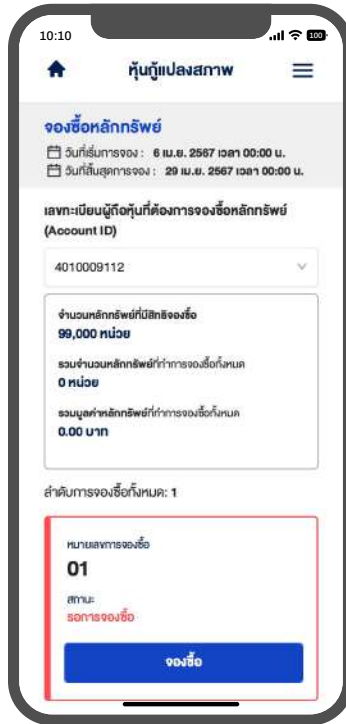 10:10
100
หุ้นกู้แปลงสภาพ
จองซื้อหลักทรัพย์
วันที่เริ่มการจอง : 6 เม.ย. 2567 เวลา 00:00 น.
วันที่สิ้นสุดการจอง : 29 เม.ย. 2567 เวลา 00:00 น.
เลขทะเบียนผู้ถือหุ้นที่ต้องการจองซื้อหลักทรัพย์
(Account ID)
4010009112
จำนวนหลักทรัพย์ที่มีสิทธิจองซื้อ
99,000 หน่วย
รวมจำนวนหลักทรัพย์ที่ทำการจองซื้อทั้งหมด
0 หน่วย
รวมมูลค่าหลักทรัพย์ที่ทำการจองซื้อทั้งหมด
0.00 บาท
ลำดับการจองซื้อทั้งหมด: 1
หมายเลขการจองซื้อ
01
สถานะ
รอการจองซื้อ
จองซื้อ